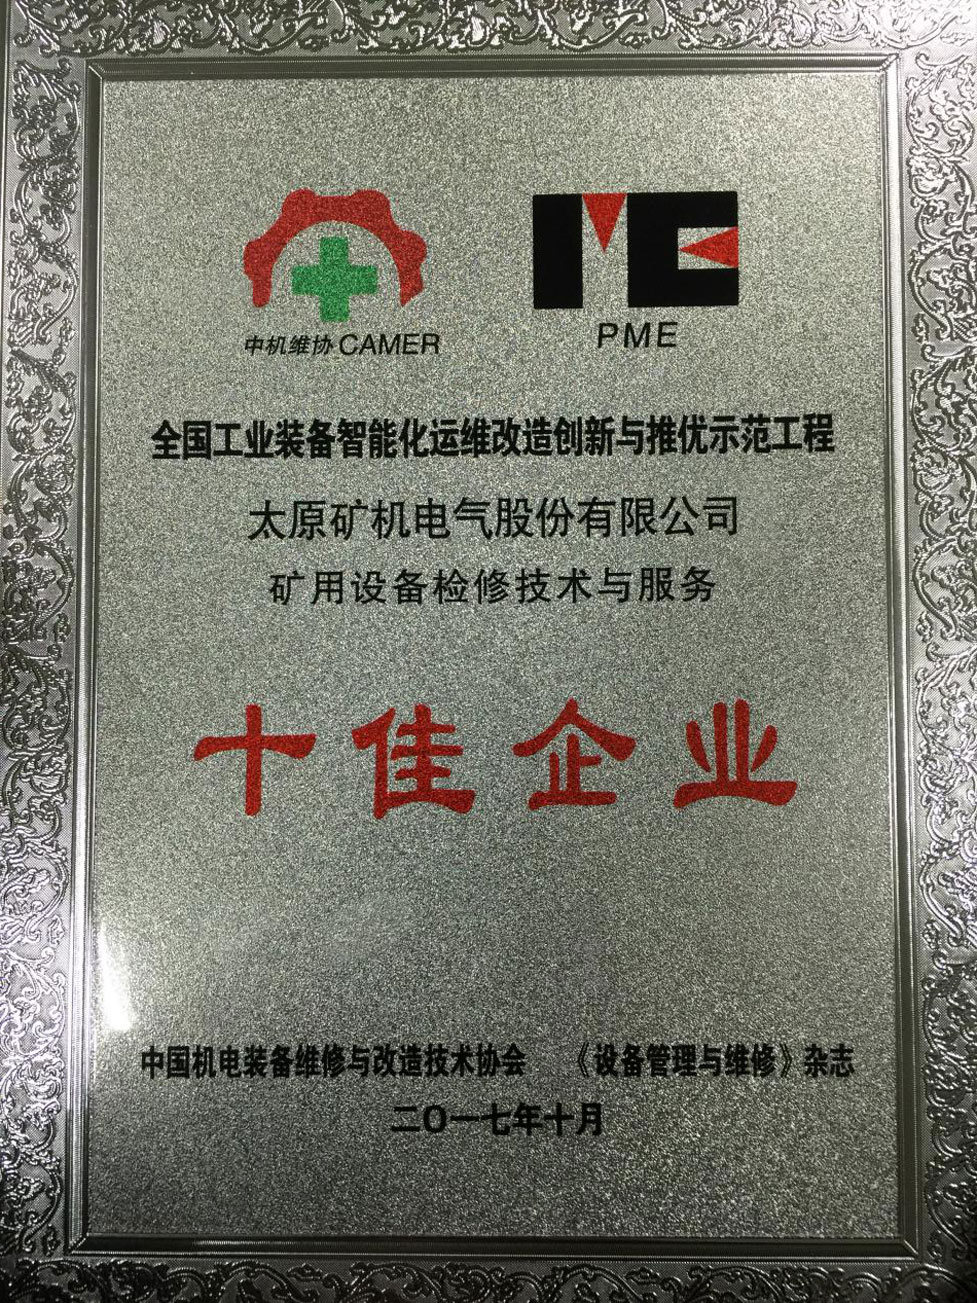 中机维协 CAMER
PME
全国工业装备智能化运维改造创新与推优示范工程
太原矿机电气股份有限公司
矿用设备检修技术与服务
十佳企业
中国机电装备维修与改造技术协会 《设备管理与维修》杂志
二〇一七年十月